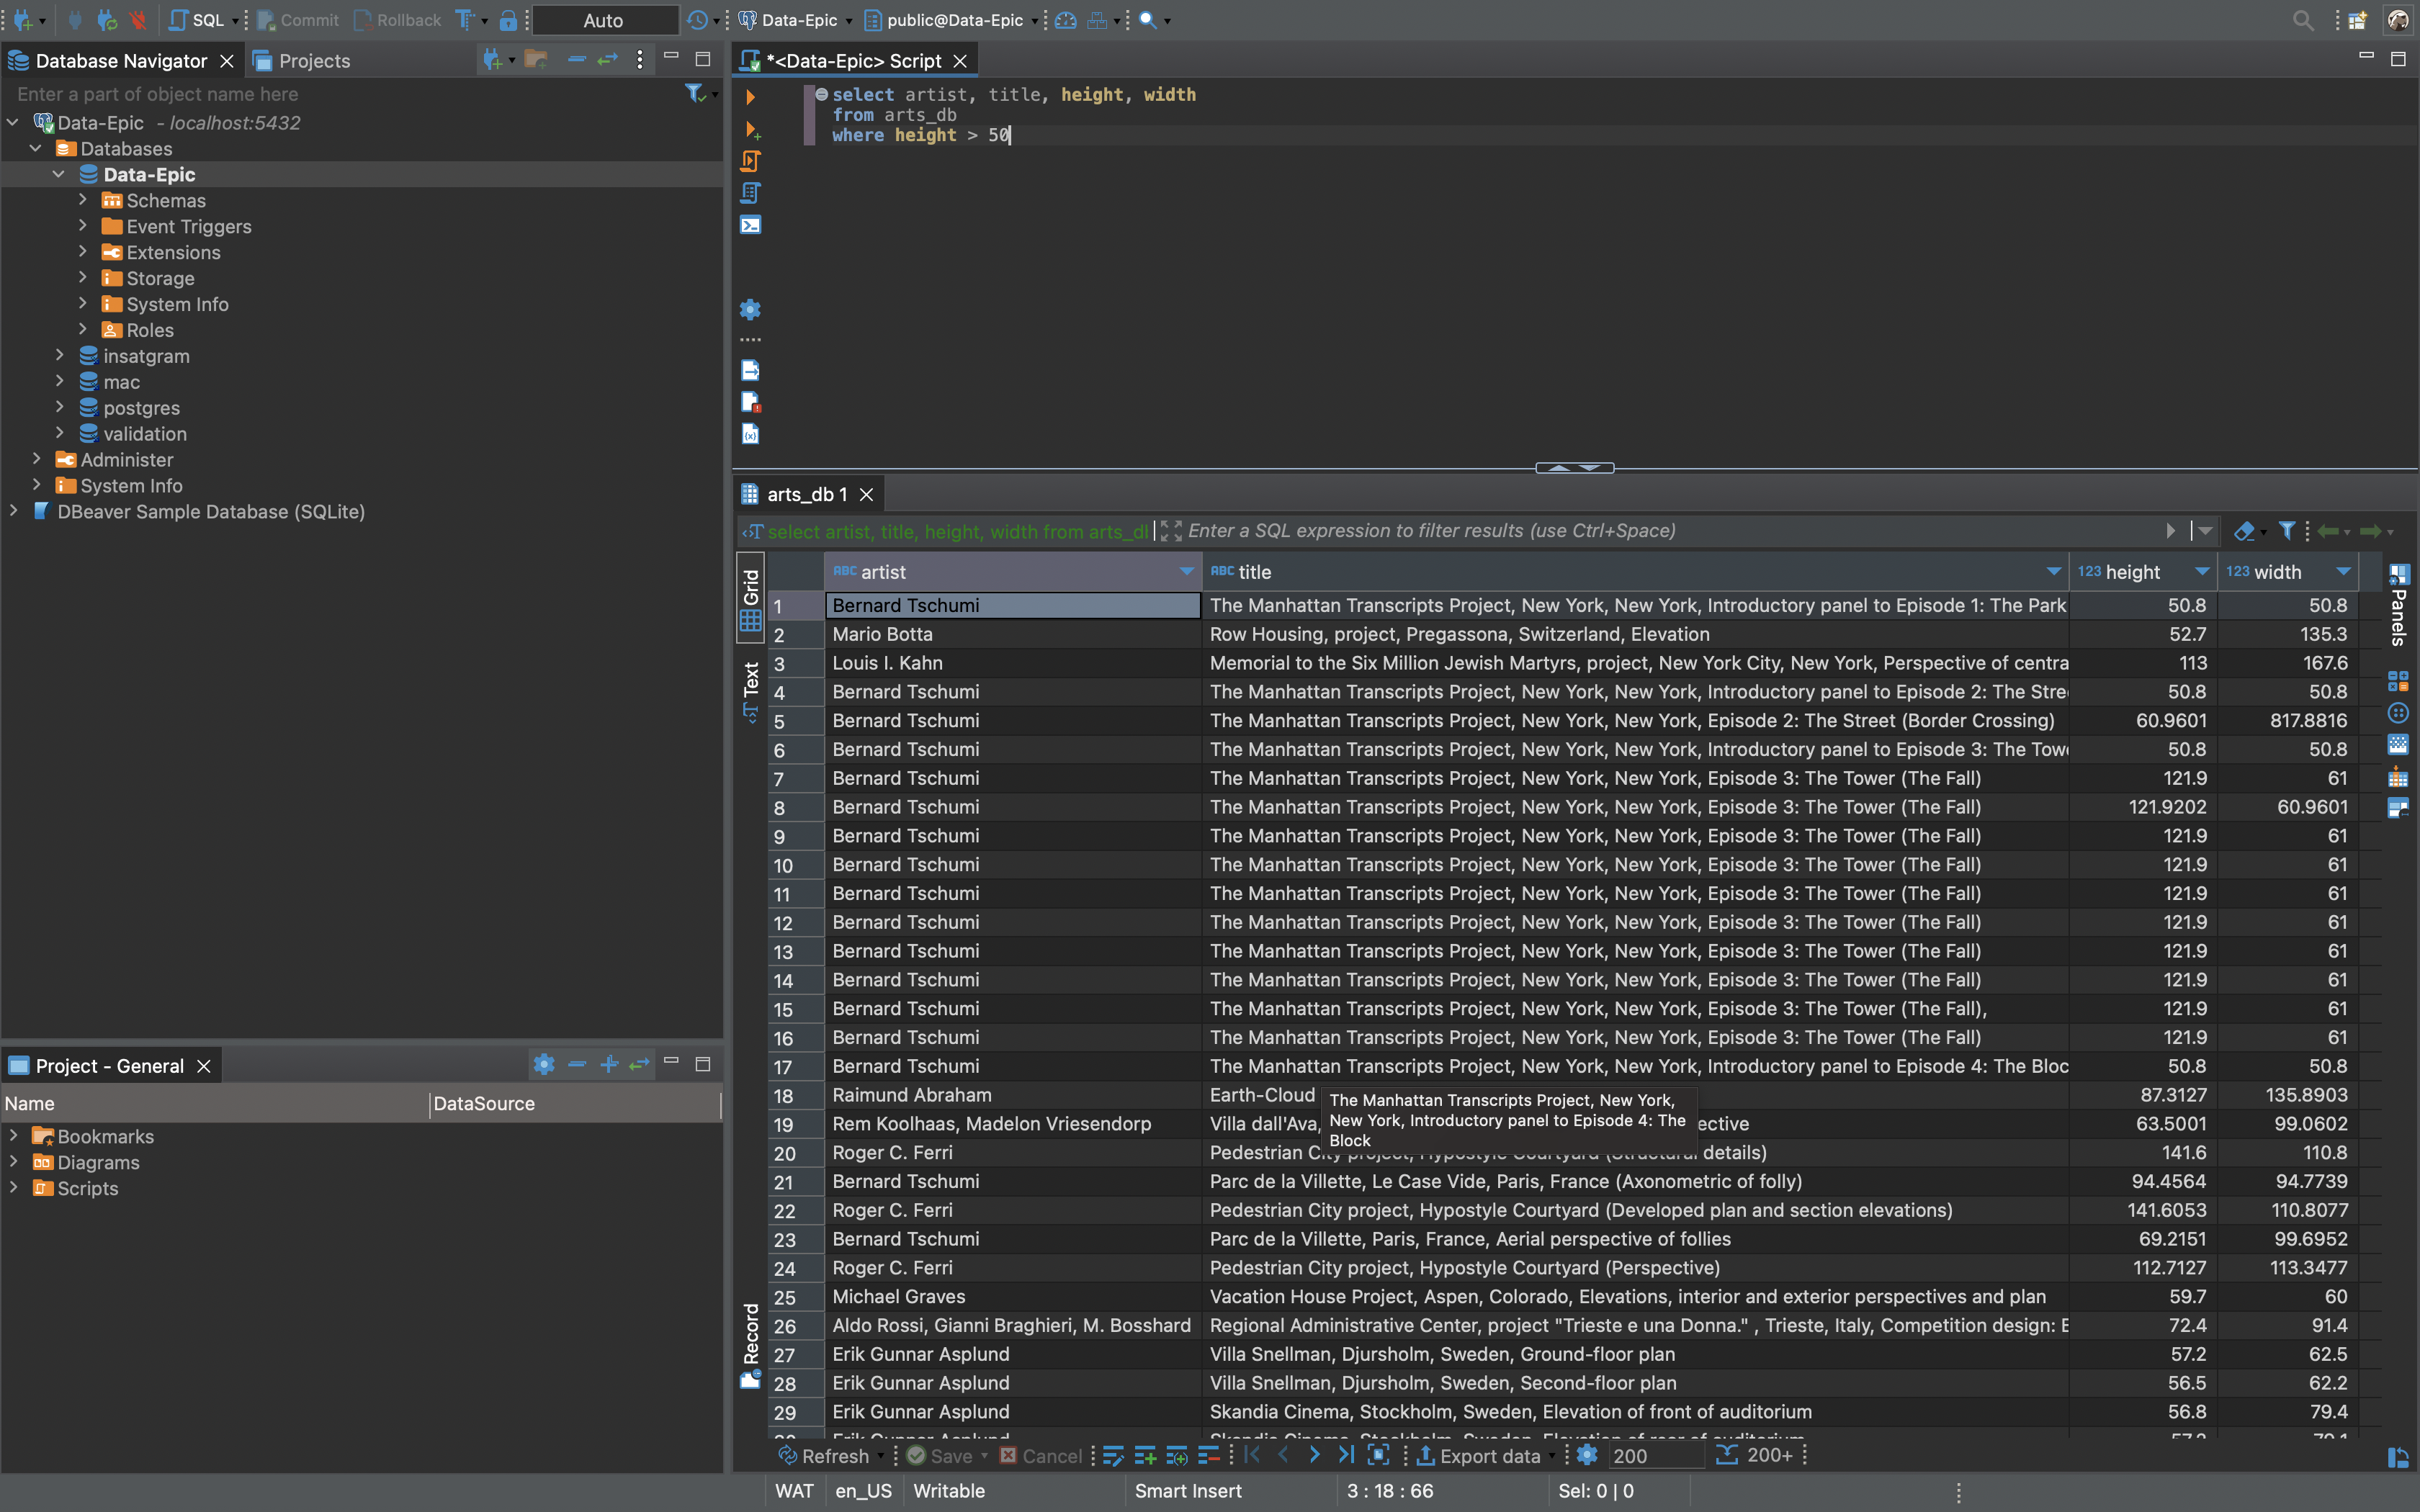 SQL Commit Rollback Auto Data-Epic public@Data-Epic
Database Navigator Projects
Enter a part of object name here
Data-Epic - localhost:5432
Databases
Data-Epic
Schemas
Event Triggers
Extensions
Storage
System Info
Roles
insatgram
mac
postgres
validation
Administer
System Info
DBeaver Sample Database (SQLite)
Project - General
Name DataSource
Bookmarks
Diagrams
Scripts
*<Data-Epic> Script
select artist, title, height, width
from arts_db
where height > 50
arts_db 1
select artist, title, height, width from arts_d Enter a SQL expression to filter results (use Ctrl+Space)
Grid
Text
Record
Panels
ABC artist ABC title 123 height 123 width
1 Bernard Tschumi The Manhattan Transcripts Project, New York, New York, Introductory panel to Episode 1: The Park 50.8 50.8
2 Mario Botta Row Housing, project, Pregassona, Switzerland, Elevation 52.7 135.3
3 Louis I. Kahn Memorial to the Six Million Jewish Martyrs, project, New York City, New York, Perspective of centra 113 167.6
4 Bernard Tschumi The Manhattan Transcripts Project, New York, New York, Introductory panel to Episode 2: The Stre 50.8 50.8
5 Bernard Tschumi The Manhattan Transcripts Project, New York, New York, Episode 2: The Street (Border Crossing) 60.9601 817.8816
6 Bernard Tschumi The Manhattan Transcripts Project, New York, New York, Introductory panel to Episode 3: The Tow 50.8 50.8
7 Bernard Tschumi The Manhattan Transcripts Project, New York, New York, Episode 3: The Tower (The Fall) 121.9 61
8 Bernard Tschumi The Manhattan Transcripts Project, New York, New York, Episode 3: The Tower (The Fall) 121.9202 60.9601
9 Bernard Tschumi The Manhattan Transcripts Project, New York, New York, Episode 3: The Tower (The Fall) 121.9 61
10 Bernard Tschumi The Manhattan Transcripts Project, New York, New York, Episode 3: The Tower (The Fall) 121.9 61
11 Bernard Tschumi The Manhattan Transcripts Project, New York, New York, Episode 3: The Tower (The Fall) 121.9 61
12 Bernard Tschumi The Manhattan Transcripts Project, New York, New York, Episode 3: The Tower (The Fall) 121.9 61
13 Bernard Tschumi The Manhattan Transcripts Project, New York, New York, Episode 3: The Tower (The Fall) 121.9 61
14 Bernard Tschumi The Manhattan Transcripts Project, New York, New York, Episode 3: The Tower (The Fall) 121.9 61
15 Bernard Tschumi The Manhattan Transcripts Project, New York, New York, Episode 3: The Tower (The Fall), 121.9 61
16 Bernard Tschumi The Manhattan Transcripts Project, New York, New York, Episode 3: The Tower (The Fall) 121.9 61
17 Bernard Tschumi The Manhattan Transcripts Project, New York, New York, Introductory panel to Episode 4: The Bloc 50.8 50.8
18 Raimund Abraham Earth-Cloud 87.3127 135.8903
The Manhattan Transcripts Project, New York,
New York, Introductory panel to Episode 4: The
Block
19 Rem Koolhaas, Madelon Vriesendorp Villa dall'Ava, ective 63.5001 99.0602
20 Roger C. Ferri Pedestrian City project, Hypostyle Courtyard (Structural details) 141.6 110.8
21 Bernard Tschumi Parc de la Villette, Le Case Vide, Paris, France (Axonometric of folly) 94.4564 94.7739
22 Roger C. Ferri Pedestrian City project, Hypostyle Courtyard (Developed plan and section elevations) 141.6053 110.8077
23 Bernard Tschumi Parc de la Villette, Paris, France, Aerial perspective of follies 69.2151 99.6952
24 Roger C. Ferri Pedestrian City project, Hypostyle Courtyard (Perspective) 112.7127 113.3477
25 Michael Graves Vacation House Project, Aspen, Colorado, Elevations, interior and exterior perspectives and plan 59.7 60
26 Aldo Rossi, Gianni Braghieri, M. Bosshard Regional Administrative Center, project "Trieste e una Donna." , Trieste, Italy, Competition design: E 72.4 91.4
27 Erik Gunnar Asplund Villa Snellman, Djursholm, Sweden, Ground-floor plan 57.2 62.5
28 Erik Gunnar Asplund Villa Snellman, Djursholm, Sweden, Second-floor plan 56.5 62.2
29 Erik Gunnar Asplund Skandia Cinema, Stockholm, Sweden, Elevation of front of auditorium 56.8 79.4
Refresh Save Cancel Export data 200 200+
WAT en_US Writable Smart Insert 3 : 18 : 66 Sel: 0 | 0